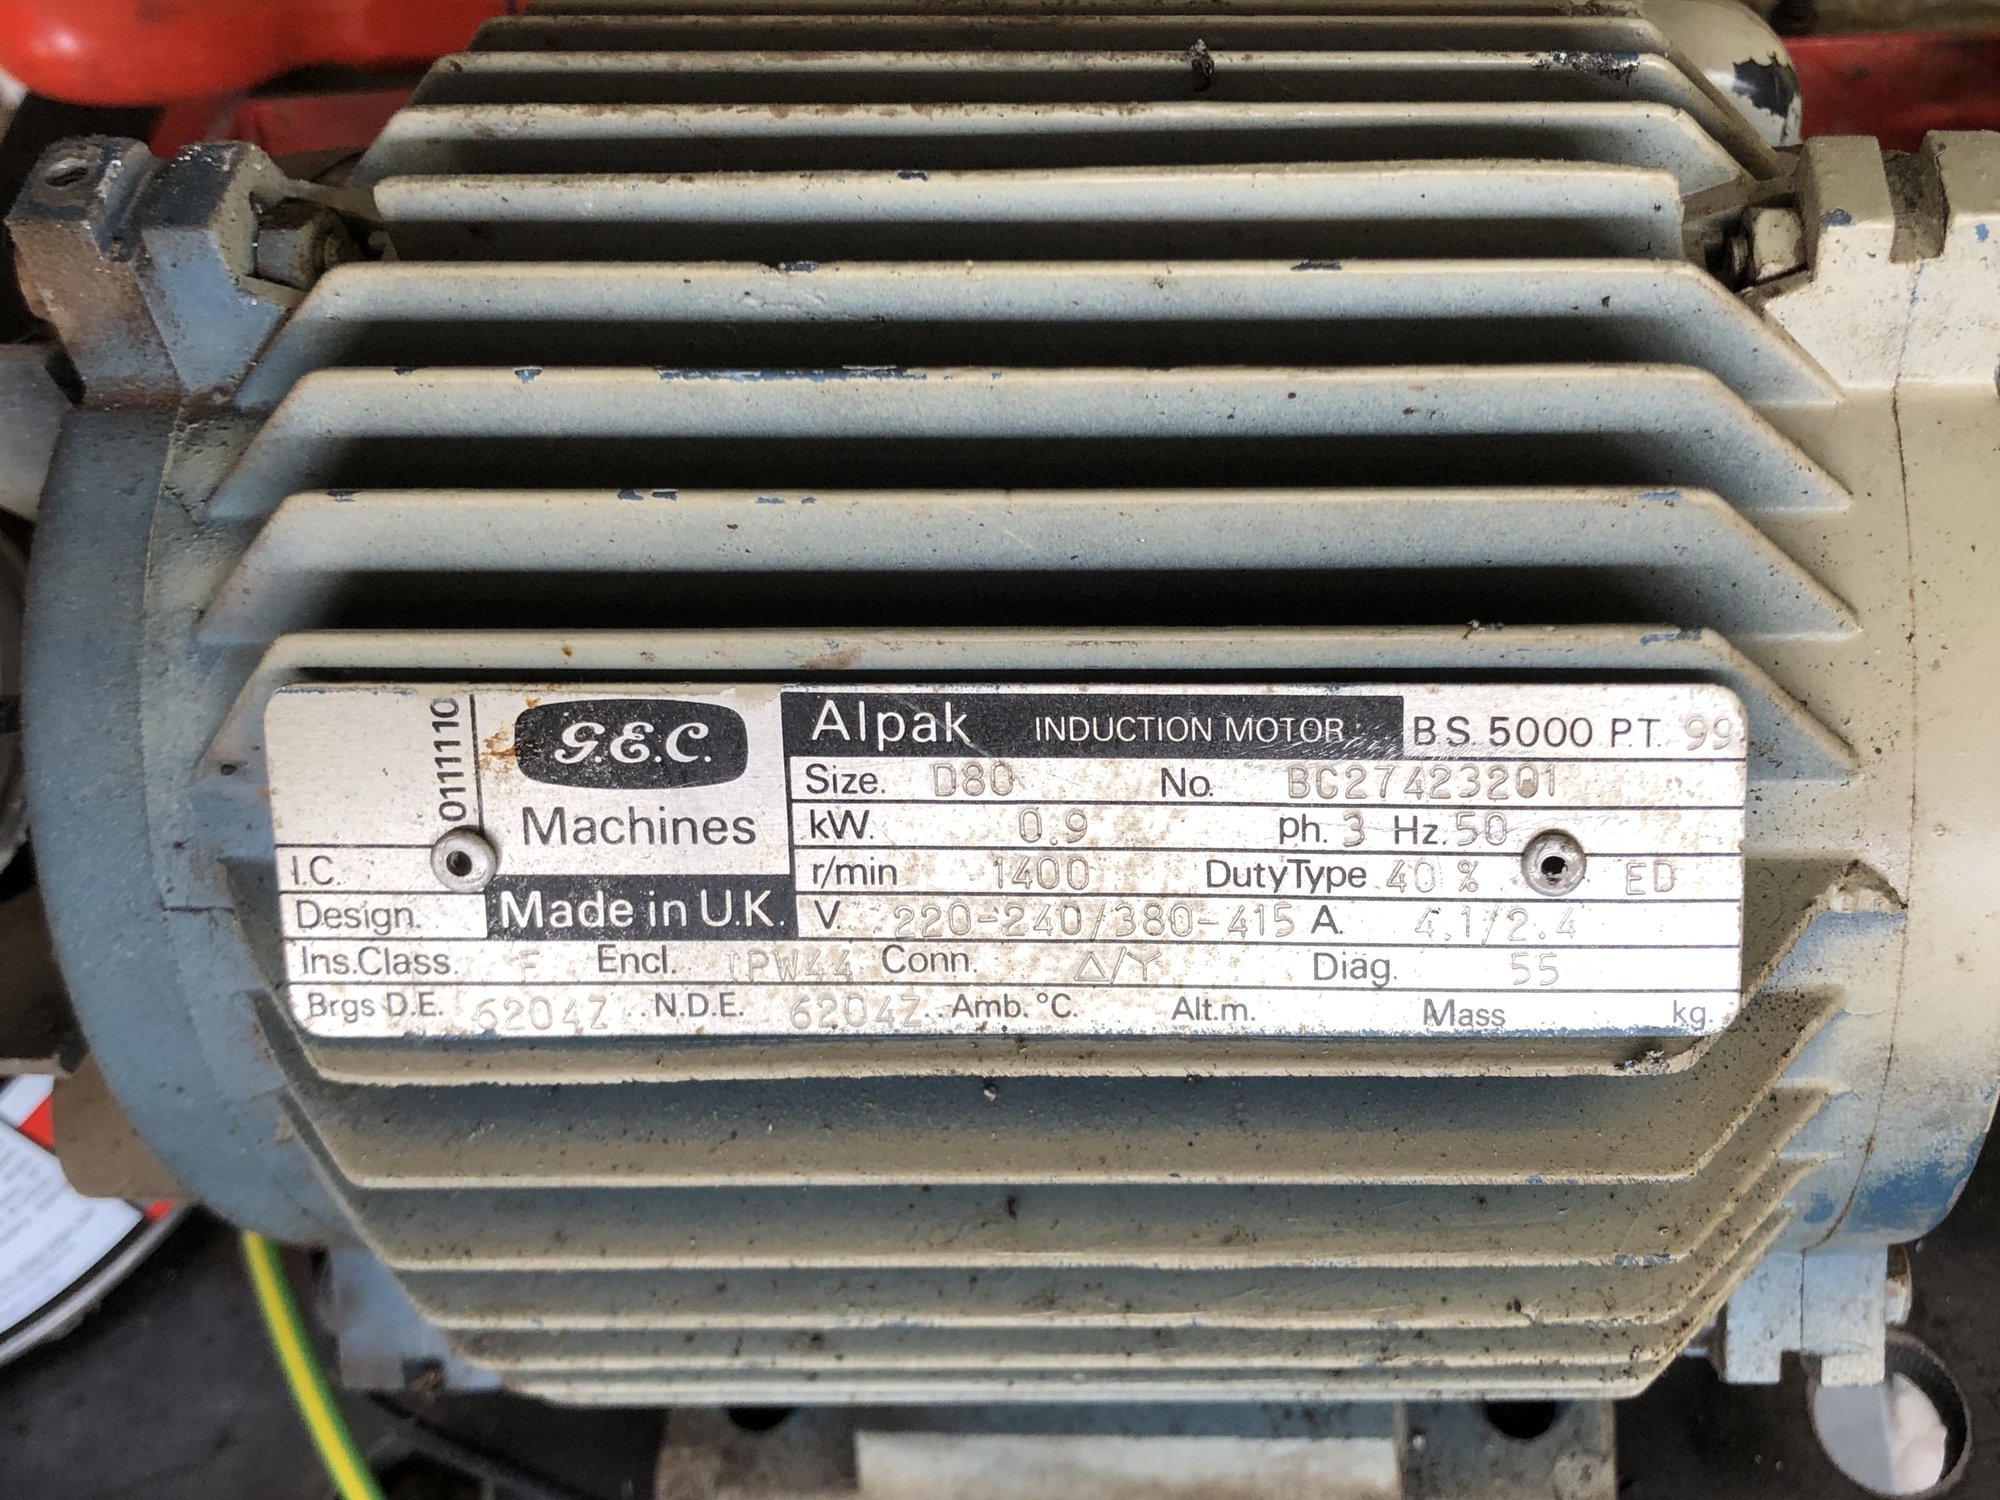 0111110
G.E.C.
Machines
Made in U.K.
Alpak INDUCTION MOTOR B.S. 5000 P.T. 99
Size. D80 No. BC27423201
kW. 0.9 ph. 3 Hz. 50
I.C. r/min 1400 Duty Type 40 % ED
Design. V. 220-240/380-415 A. 4.1/2.4
Ins.Class. F Encl. IPW44 Conn. △/Y Diag. 55
Brgs D.E. 6204Z N.D.E. 6204Z Amb.°C. Alt.m. Mass kg.